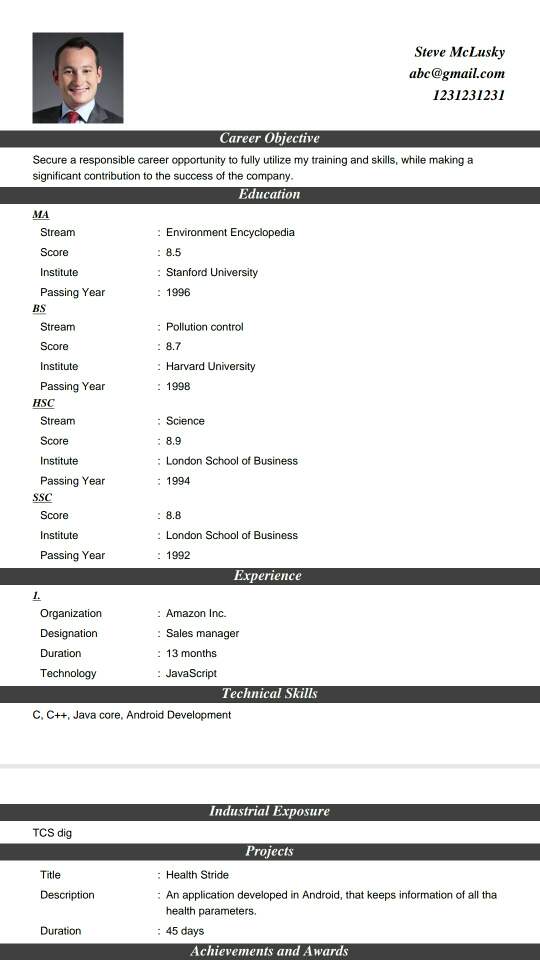 Steve McLusky
abc@gmail.com
1231231231
Career Objective
Secure a responsible career opportunity to fully utilize my training and skills, while making a
significant contribution to the success of the company.
Education
MA
Stream : Environment Encyclopedia
Score : 8.5
Institute : Stanford University
Passing Year : 1996
BS
Stream : Pollution control
Score : 8.7
Institute : Harvard University
Passing Year : 1998
HSC
Stream : Science
Score : 8.9
Institute : London School of Business
Passing Year : 1994
SSC
Score : 8.8
Institute : London School of Business
Passing Year : 1992
Experience
1.
Organization : Amazon Inc.
Designation : Sales manager
Duration : 13 months
Technology : JavaScript
Technical Skills
C, C++, Java core, Android Development
Industrial Exposure
TCS dig
Projects
Title : Health Stride
Description : An application developed in Android, that keeps information of all tha
health parameters.
Duration : 45 days
Achievements and Awards